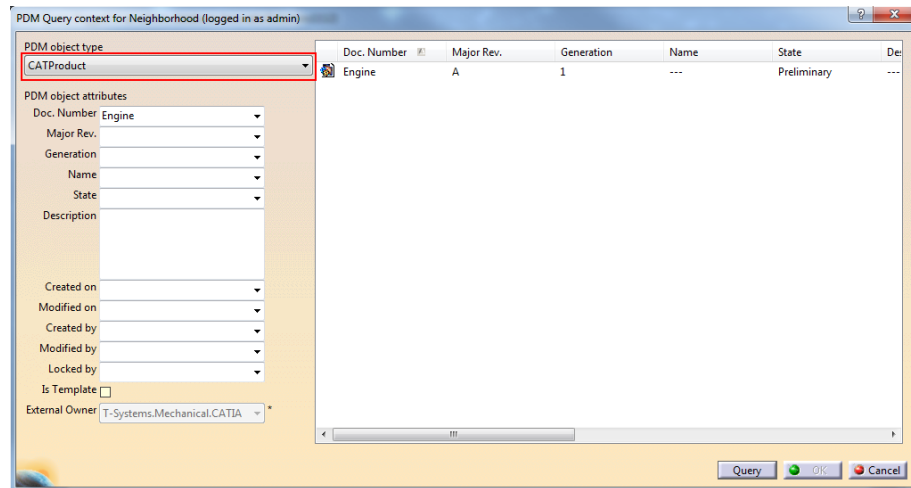 PDM Query context for Neighborhood (logged in as admin)
PDM object type
CATProduct
PDM object attributes
Doc. Number Engine
Major Rev.
Generation
Name
State
Description
Created on
Modified on
Created by
Modified by
Locked by
Is Template
External Owner T-Systems.Mechanical.CATIA *
Doc. Number Major Rev. Generation Name State De
Engine A 1 --- Preliminary ---
Query OK Cancel